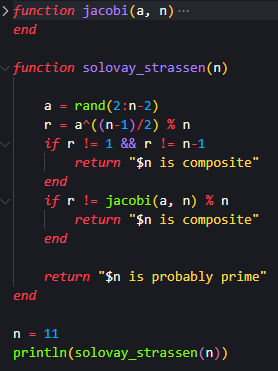 function jacobi(a, n)⋯
end
function solovay_strassen(n)
a = rand(2:n-2)
r = a^((n-1)/2) % n
if r != 1 && r != n-1
return "$n is composite"
end
if r != jacobi(a, n) % n
return "$n is composite"
end
return "$n is probably prime"
end
n = 11
println(solovay_strassen(n))